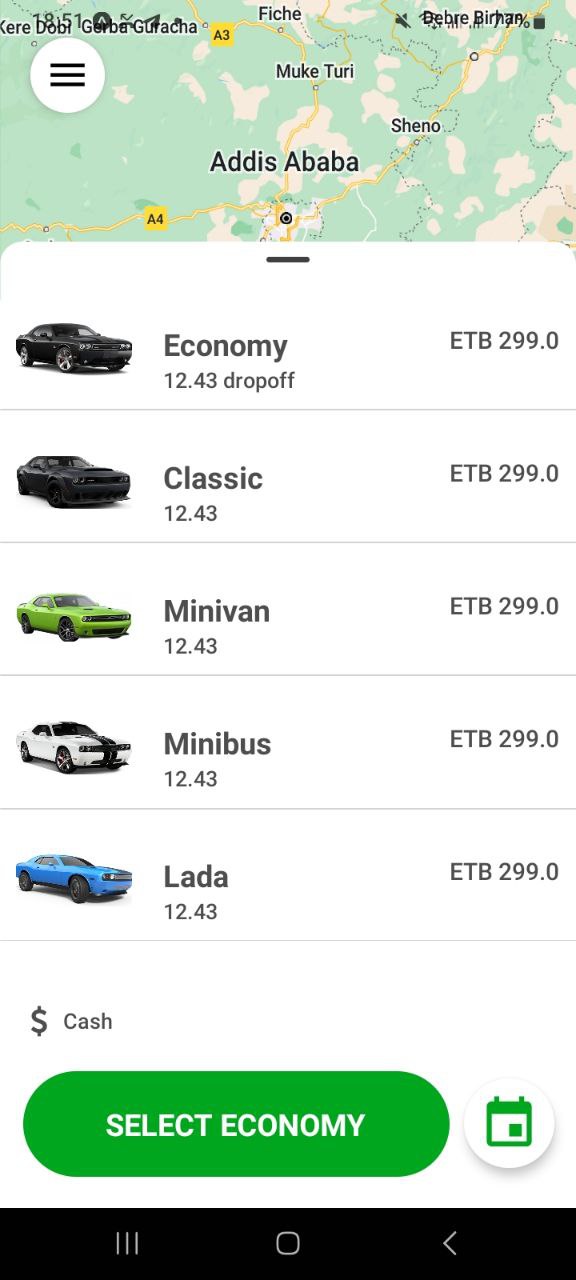 18:51
77%
Kere Dobi
Gerba Guracha
Fiche
Debre Birhan
A3
Muke Turi
Sheno
Addis Ababa
A4
Economy
ETB 299.0
12.43 dropoff
Classic
ETB 299.0
12.43
Minivan
ETB 299.0
12.43
Minibus
ETB 299.0
12.43
Lada
ETB 299.0
12.43
$ Cash
SELECT ECONOMY